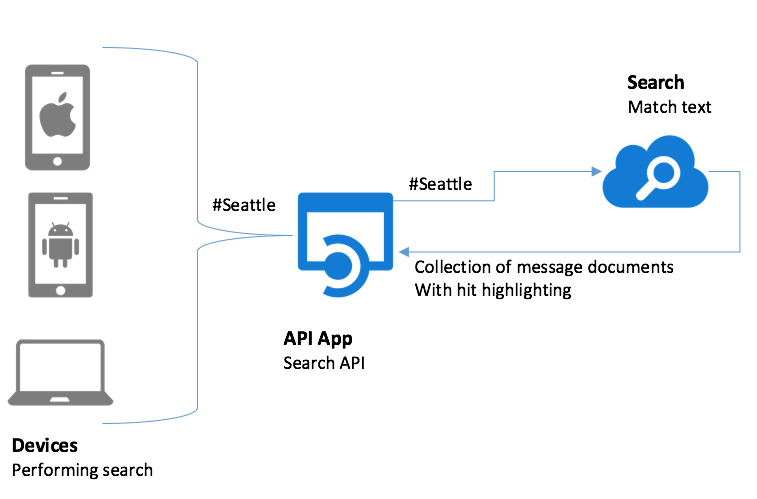 Search
Match text
#Seattle
#Seattle
Collection of message documents
With hit highlighting
API App
Search API
Devices
Performing search